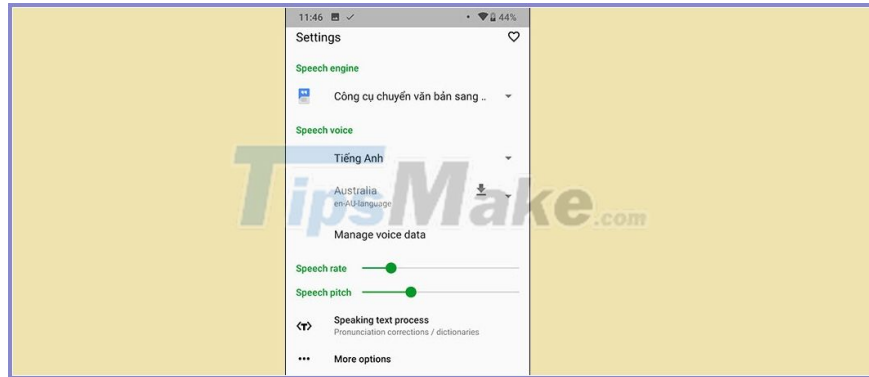 11:46 44%
Settings
Speech engine
Công cụ chuyển văn bản sang ..
Speech voice
Tiếng Anh
Australia
en-AU-language
Manage voice data
Speech rate
Speech pitch
<T> Speaking text process
Pronunciation corrections / dictionaries
More options
TipsMake.com